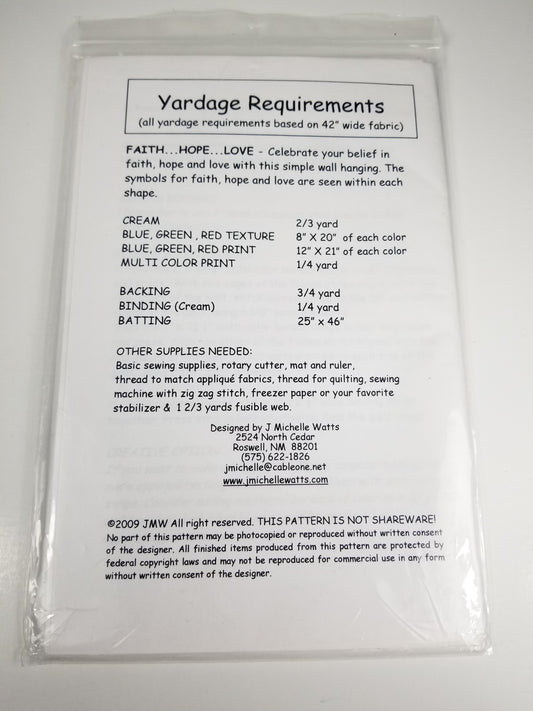 Yardage Requirements
(all yardage requirements based on 42" wide fabric)
FAITH...HOPE...LOVE - Celebrate your belief in
faith, hope and love with this simple wall hanging. The
symbols for faith, hope and love are seen within each
shape.
CREAM 2/3 yard
BLUE, GREEN , RED TEXTURE 8" X 20" of each color
BLUE, GREEN, RED PRINT 12" X 21" of each color
MULTI COLOR PRINT 1/4 yard
BACKING 3/4 yard
BINDING (Cream) 1/4 yard
BATTING 25" x 46"
OTHER SUPPLIES NEEDED:
Basic sewing supplies, rotary cutter, mat and ruler,
thread to match appliqué fabrics, thread for quilting, sewing
machine with zig zag stitch, freezer paper or your favorite
stabilizer & 1 2/3 yards fusible web.
Designed by J Michelle Watts
2524 North Cedar
Roswell, NM 88201
(575) 622-1826
jmichelle@cableone.net
www.jmichellewatts.com
©2009 JMW All right reserved. THIS PATTERN IS NOT SHAREWARE!
No part of this pattern may be photocopied or reproduced without written consent
of the designer. All finished items produced from this pattern are protected by
federal copyright laws and may not be reproduced for commercial use in any form
without written consent of the designer.